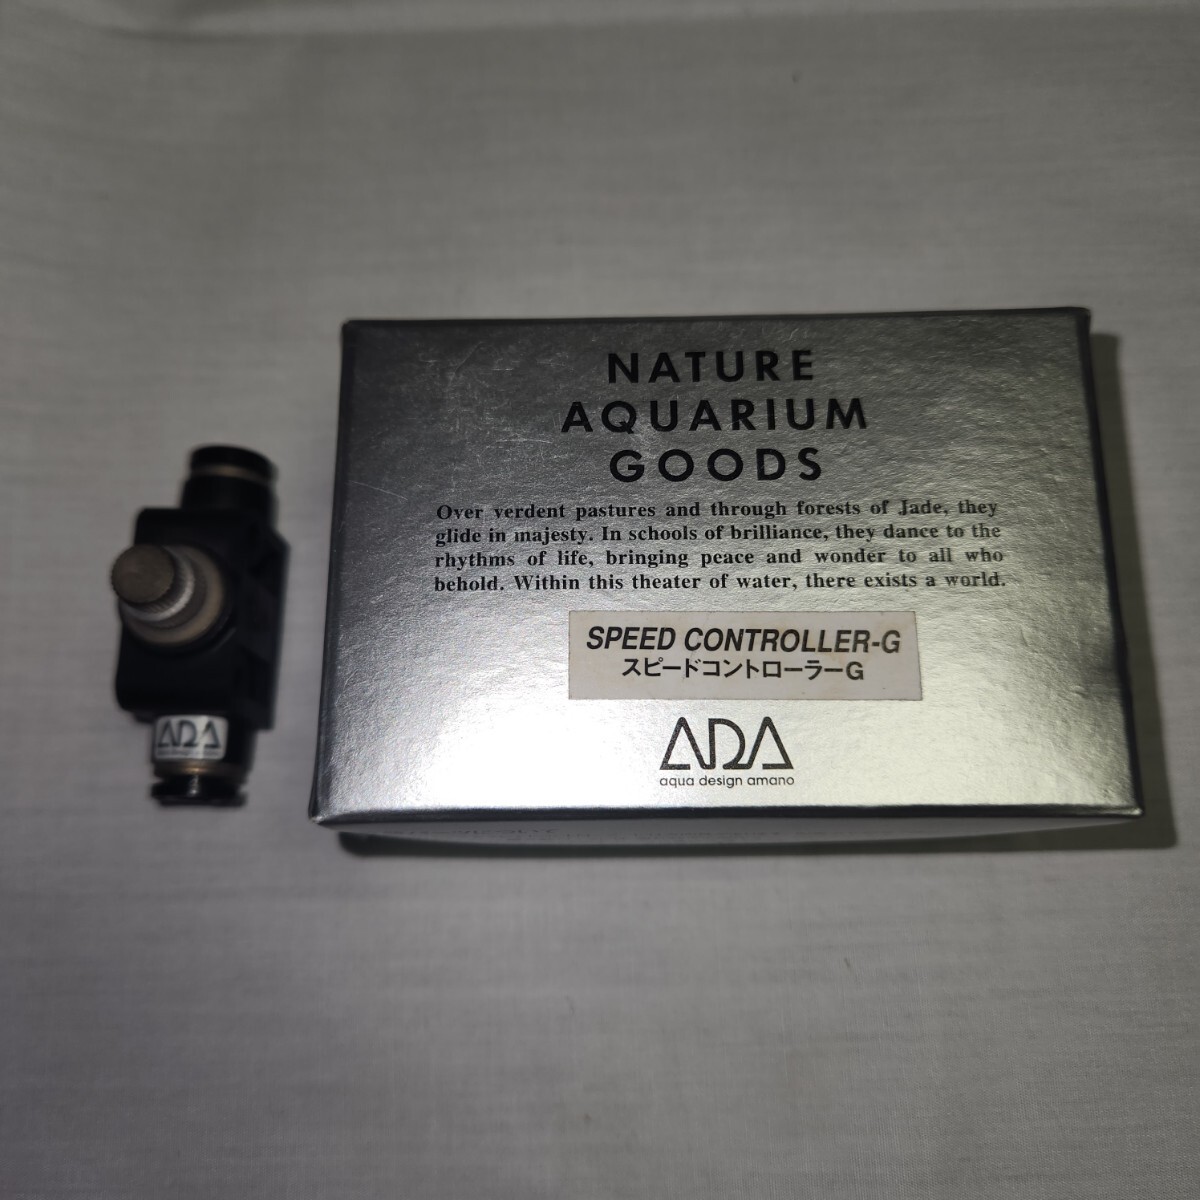 NATURE
AQUARIUM
GOODS
Over verdent pastures and through forests of Jade, they
glide in majesty. In schools of brilliance, they dance to the
rhythms of life, bringing peace and wonder to all who
behold. Within this theater of water, there exists a world.
SPEED CONTROLLER-G
スピードコントローラーG
ADA
aqua design amano
ADA